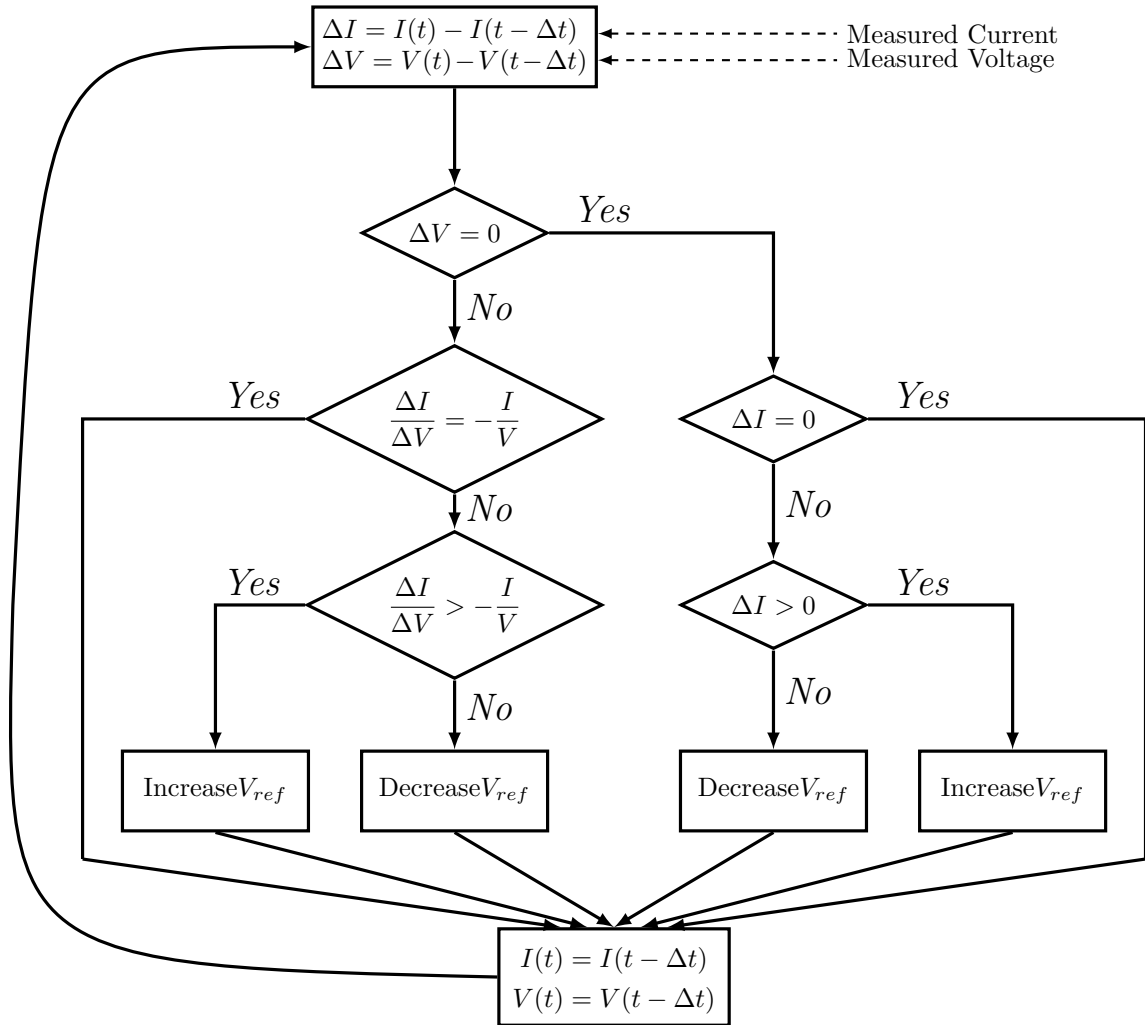 ΔI = I(t) − I(t − Δt)
ΔV = V(t) − V(t − Δt)
Measured Current
Measured Voltage
ΔV = 0
Yes
No
ΔI/ΔV = −I/V
Yes
No
ΔI = 0
Yes
No
ΔI/ΔV > −I/V
Yes
No
ΔI > 0
Yes
No
IncreaseV_ref
DecreaseV_ref
DecreaseV_ref
IncreaseV_ref
I(t) = I(t − Δt)
V(t) = V(t − Δt)